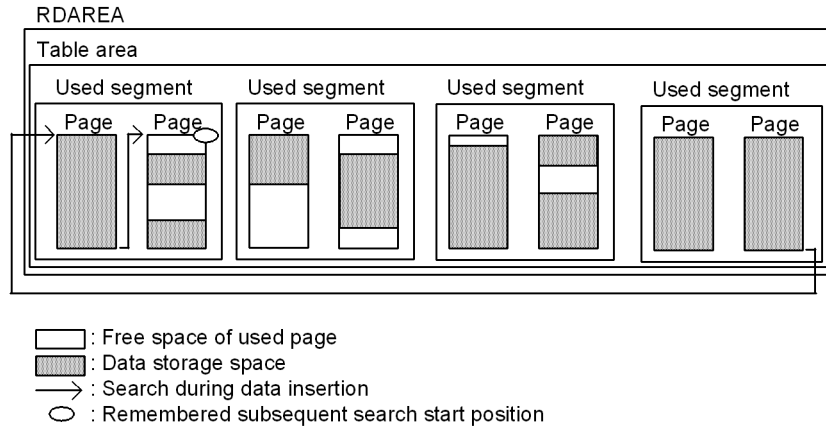 RDAREA
Table area
Used segment Used segment Used segment Used segment
Page Page Page Page Page Page Page Page
: Free space of used page
: Data storage space
: Search during data insertion
: Remembered subsequent search start position